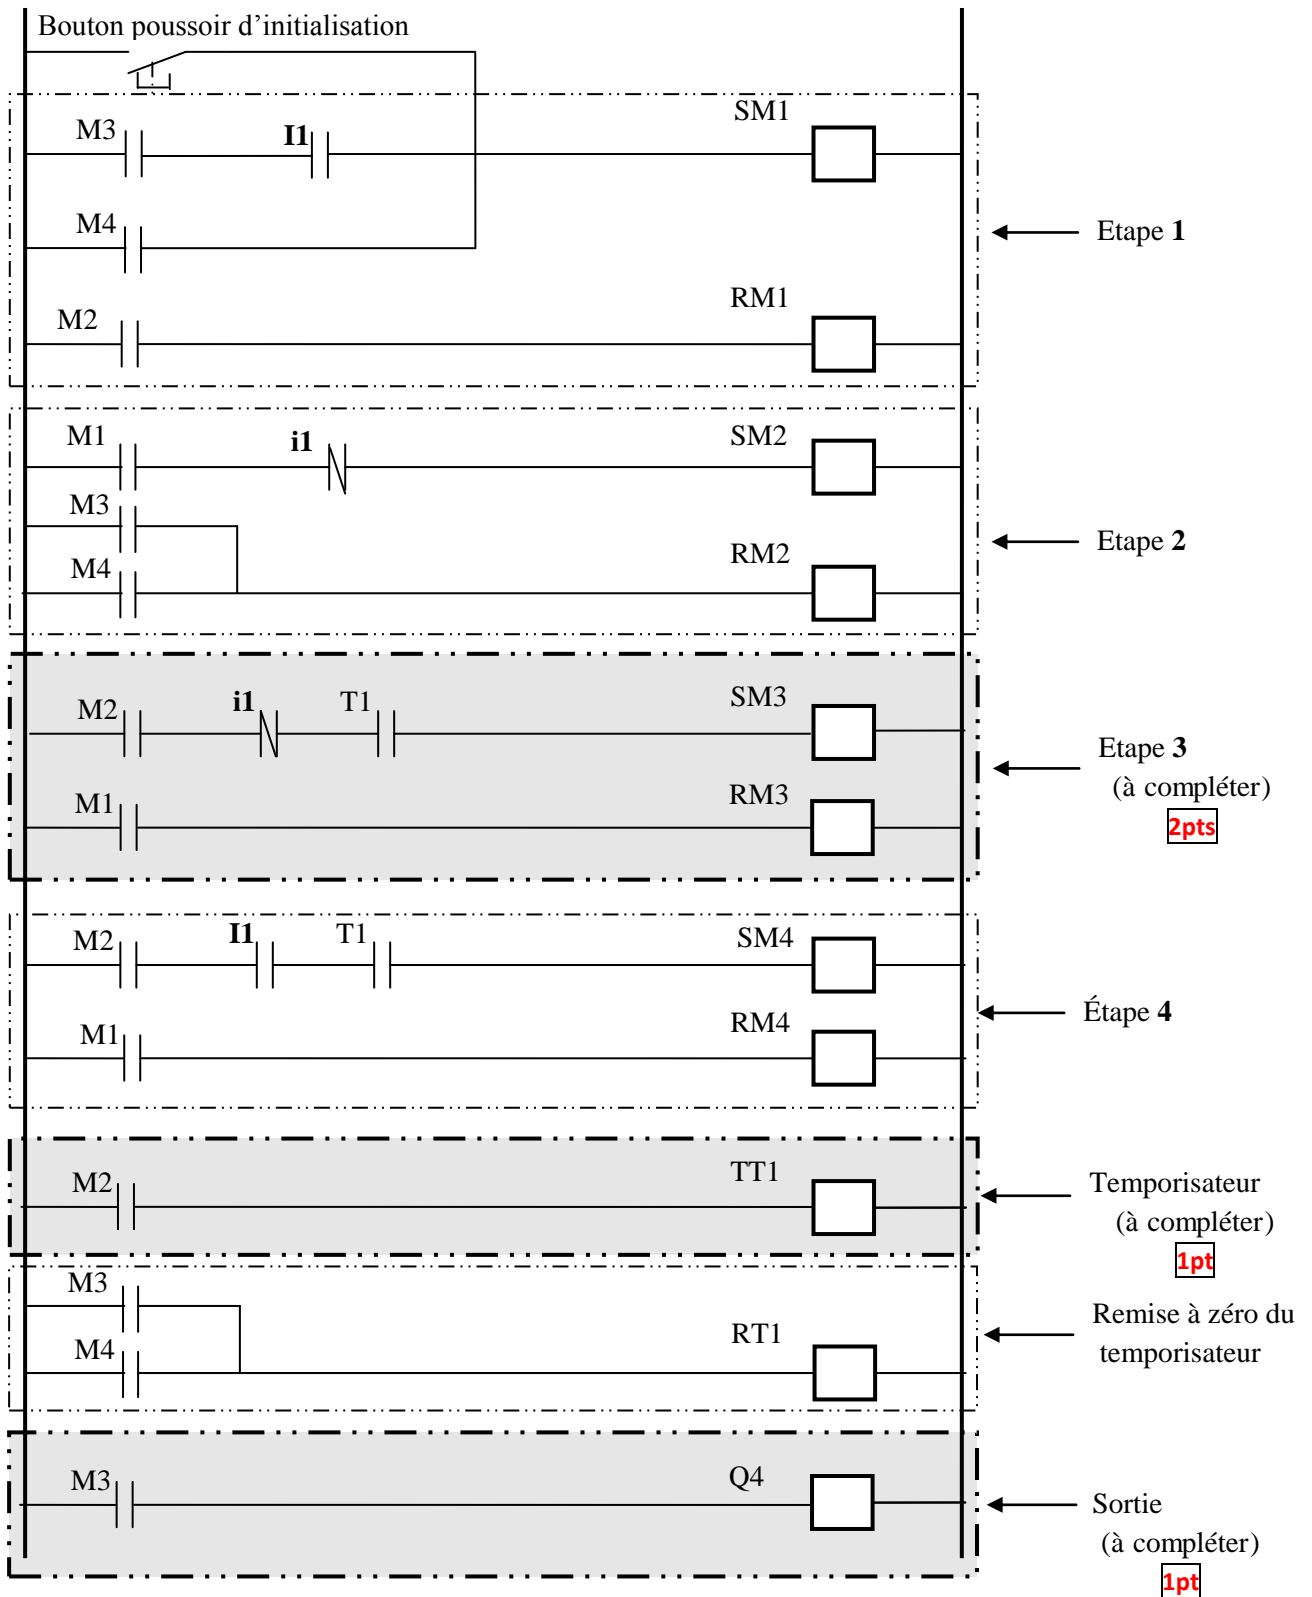 Bouton poussoir d'initialisation
M3 I1 SM1
M4
Etape 1
M2 RM1
M1 i1 SM2
M3
Etape 2
M4 RM2
M2 i1 T1 SM3
Etape 3
(à compléter)
2pts
M1 RM3
M2 I1 T1 SM4
Étape 4
M1 RM4
M2 TT1
Temporisateur
(à compléter)
1pt
M3
M4 RT1
Remise à zéro du
temporisateur
M3 Q4
Sortie
(à compléter)
1pt